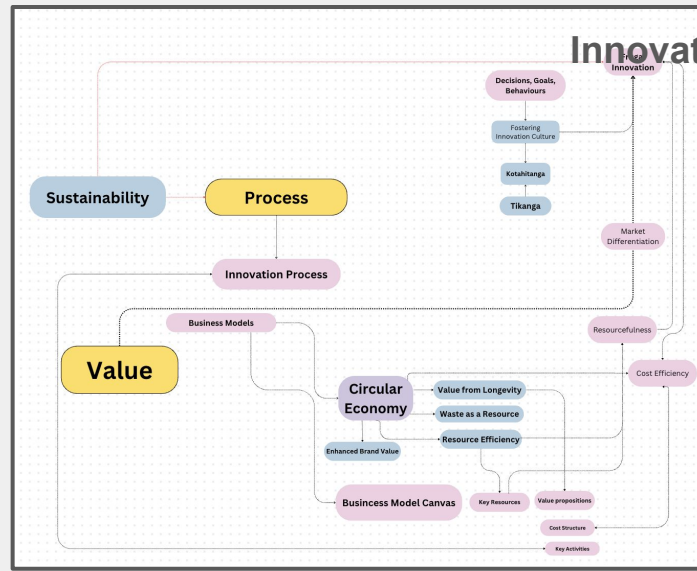 Innovat
Frugal
Innovation
Decisions, Goals,
Behaviours
Fostering
Innovation Culture
Kotahitanga
Tikanga
Sustainability
Process
Market
Differentiation
Innovation Process
Business Models
Resourcefulness
Value
Cost Efficiency
Circular
Economy
Value from Longevity
Waste as a Resource
Resource Efficiency
Enhanced Brand Value
Busincess Model Canvas
Key Resources
Value propositions
Cost Structure
Key Activities